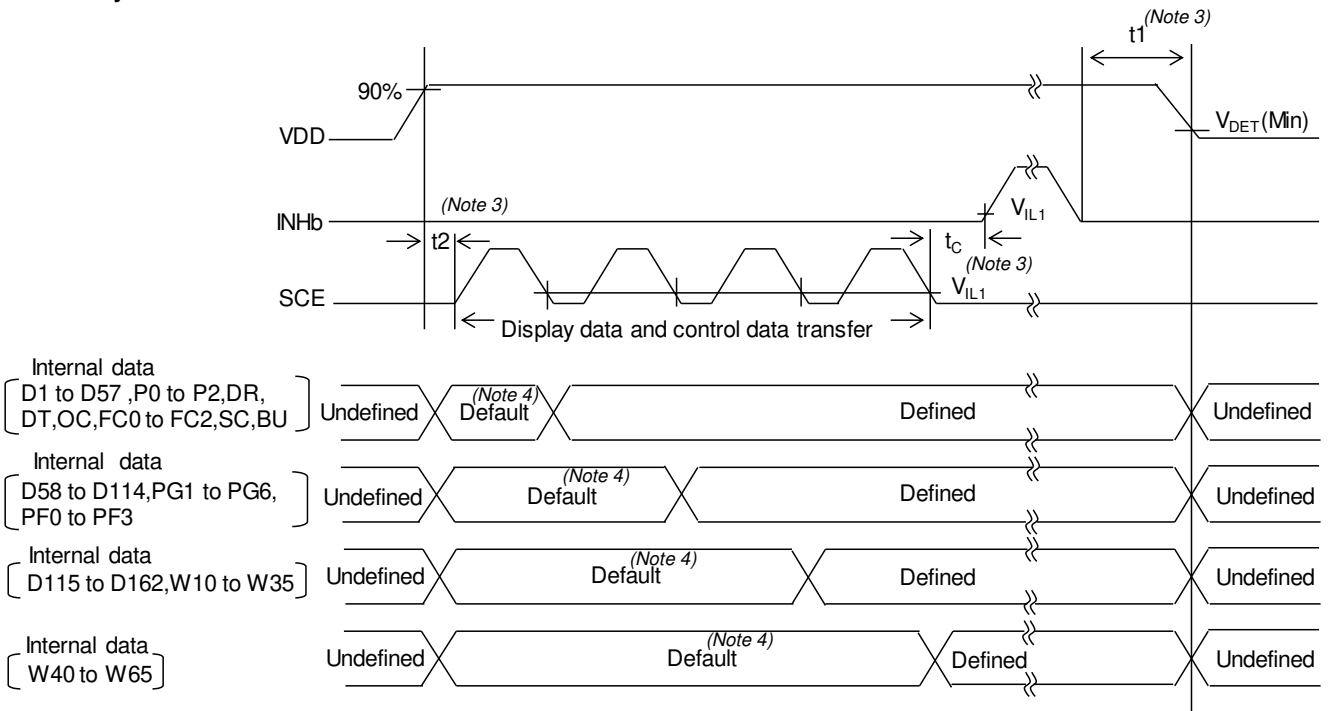 (Note 3)
t1
90%
VDD
VDET(Min)
(Note 3)
INHb
VIL1
t2
tC
(Note 3)
VIL1
SCE
Display data and control data transfer
Internal data
D1 to D57 ,P0 to P2,DR,
DT,OC,FC0 to FC2,SC,BU
Undefined
(Note 4)
Default
Defined
Undefined
Internal data
D58 to D114,PG1 to PG6,
PF0 to PF3
Undefined
(Note 4)
Default
Defined
Undefined
Internal data
D115 to D162,W10 to W35
Undefined
(Note 4)
Default
Defined
Undefined
Internal data
W40 to W65
Undefined
(Note 4)
Default
Defined
Undefined